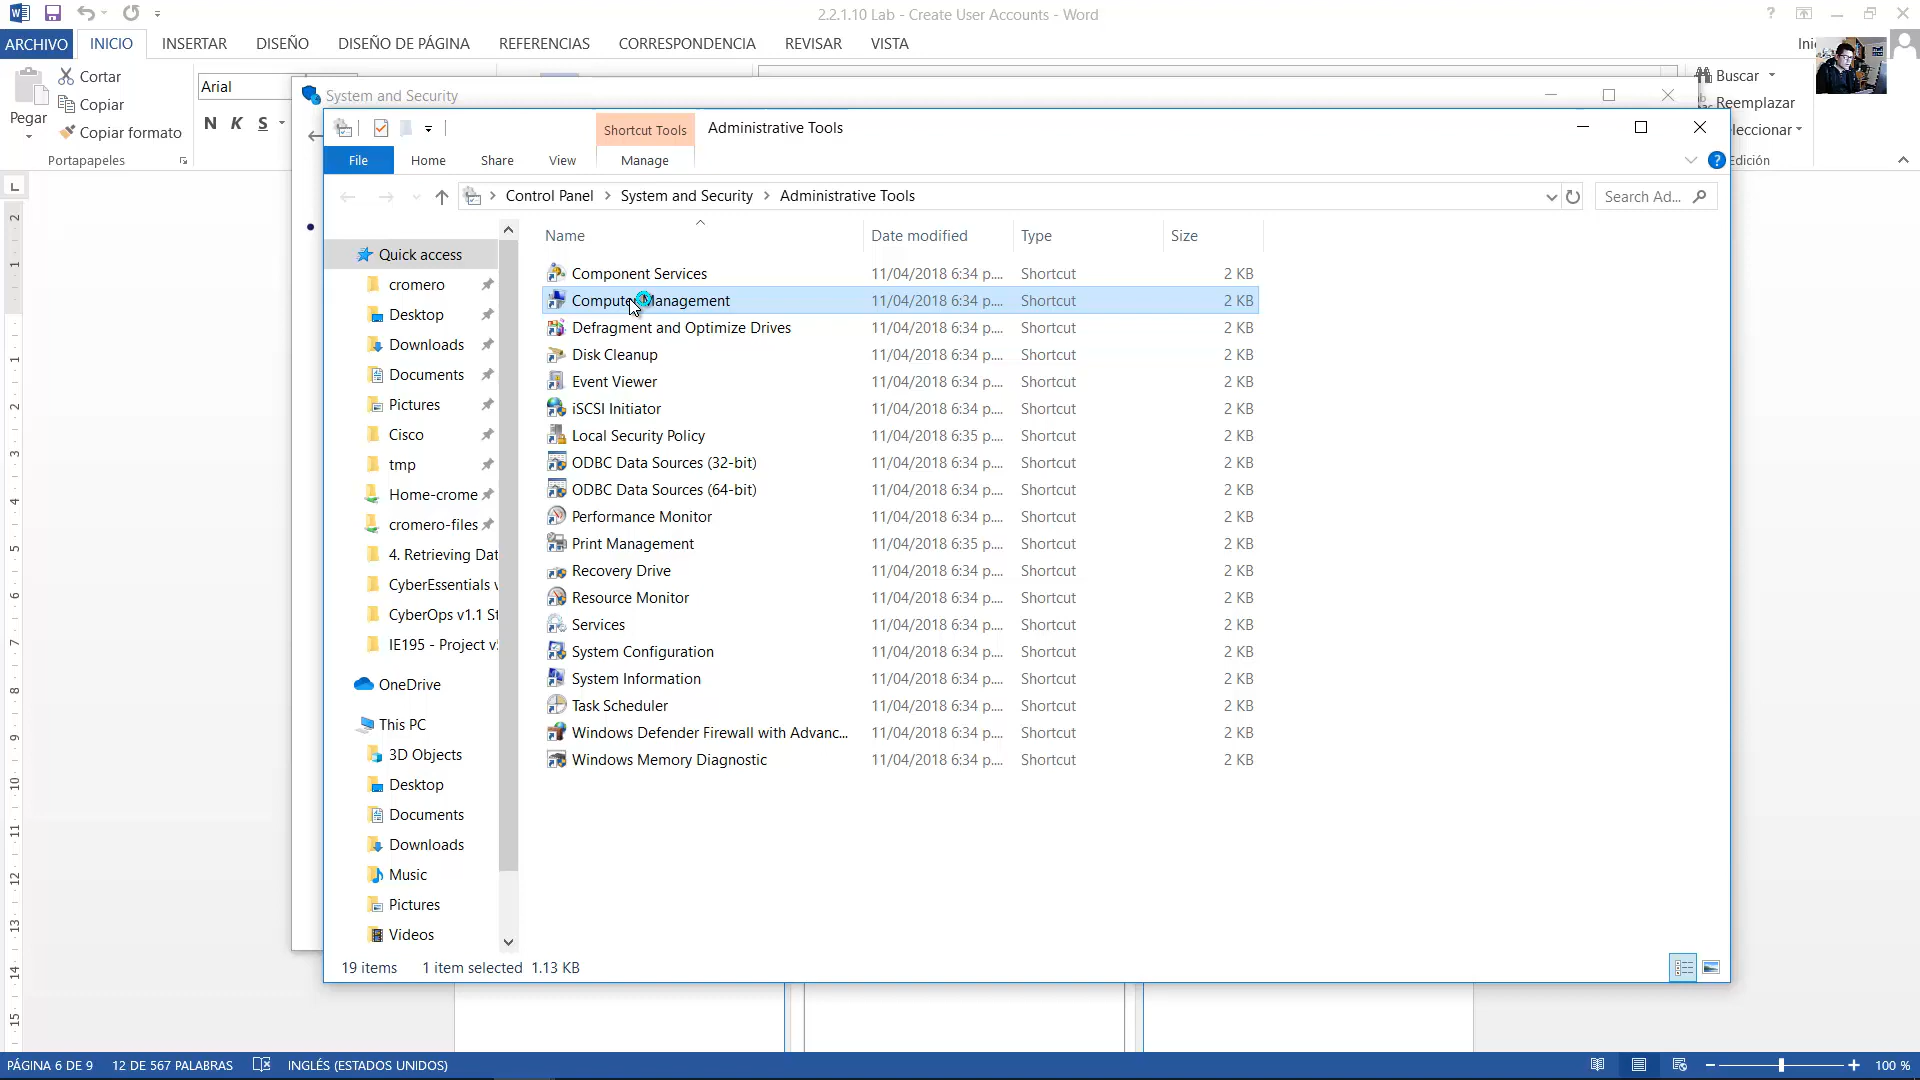 2.2.1.10 Lab - Create User Accounts - Word
ARCHIVO INICIO INSERTAR DISEÑO DISEÑO DE PÁGINA REFERENCIAS CORRESPONDENCIA REVISAR VISTA
Cortar
Copiar
Copiar formato
Pegar
Portapapeles
Arial
N K S
Buscar
Reemplazar
System and Security
Shortcut Tools
Administrative Tools
File Home Share View Manage
Control Panel > System and Security > Administrative Tools
Search Ad...
Name Date modified Type Size
Quick access
cromero
Desktop
Downloads
Documents
Pictures
Cisco
tmp
Home-crome
cromero-files
4. Retrieving Dat
CyberEssentials v
CyberOps v1.1 St
IE195 - Project v
OneDrive
This PC
3D Objects
Desktop
Documents
Downloads
Music
Pictures
Videos
Component Services 11/04/2018 6:34 p.... Shortcut 2 KB
Computer Management 11/04/2018 6:34 p.... Shortcut 2 KB
Defragment and Optimize Drives 11/04/2018 6:34 p.... Shortcut 2 KB
Disk Cleanup 11/04/2018 6:34 p.... Shortcut 2 KB
Event Viewer 11/04/2018 6:34 p.... Shortcut 2 KB
iSCSI Initiator 11/04/2018 6:34 p.... Shortcut 2 KB
Local Security Policy 11/04/2018 6:35 p.... Shortcut 2 KB
ODBC Data Sources (32-bit) 11/04/2018 6:34 p.... Shortcut 2 KB
ODBC Data Sources (64-bit) 11/04/2018 6:34 p.... Shortcut 2 KB
Performance Monitor 11/04/2018 6:34 p.... Shortcut 2 KB
Print Management 11/04/2018 6:35 p.... Shortcut 2 KB
Recovery Drive 11/04/2018 6:34 p.... Shortcut 2 KB
Resource Monitor 11/04/2018 6:34 p.... Shortcut 2 KB
Services 11/04/2018 6:34 p.... Shortcut 2 KB
System Configuration 11/04/2018 6:34 p.... Shortcut 2 KB
System Information 11/04/2018 6:34 p.... Shortcut 2 KB
Task Scheduler 11/04/2018 6:34 p.... Shortcut 2 KB
Windows Defender Firewall with Advanc... 11/04/2018 6:34 p.... Shortcut 2 KB
Windows Memory Diagnostic 11/04/2018 6:34 p.... Shortcut 2 KB
19 items 1 item selected 1.13 KB
PÁGINA 6 DE 9 12 DE 567 PALABRAS INGLÉS (ESTADOS UNIDOS) 100 %